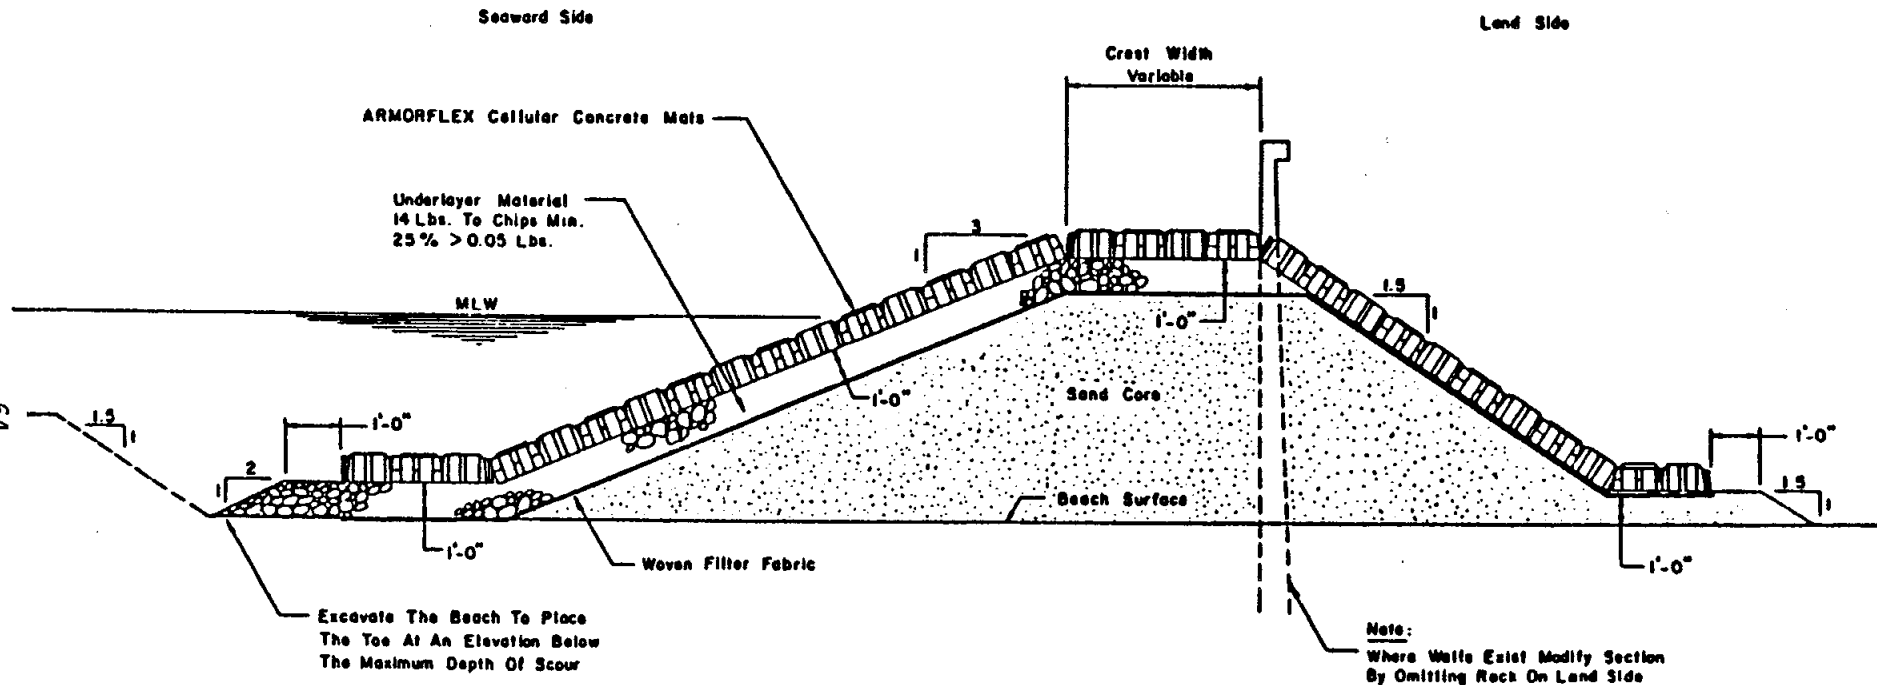 Seaward Side
Land Side
Crest Width
Variable
ARMORFLEX Cellular Concrete Mats
Underlayer Material
14 Lbs. To Chips Min.
25% > 0.05 Lbs.
3
1
MLW
1.5
1
1'-0"
1'-0"
Sand Core
1.5
1
1'-0"
1'-0"
2
1
1.5
1
Beach Surface
1'-0"
Woven Filter Fabric
1'-0"
Excavate The Beach To Place
The Toe At An Elevation Below
The Maximum Depth Of Scour
Note:
Where Walls Exist Modify Section
By Omitting Rock On Land Side